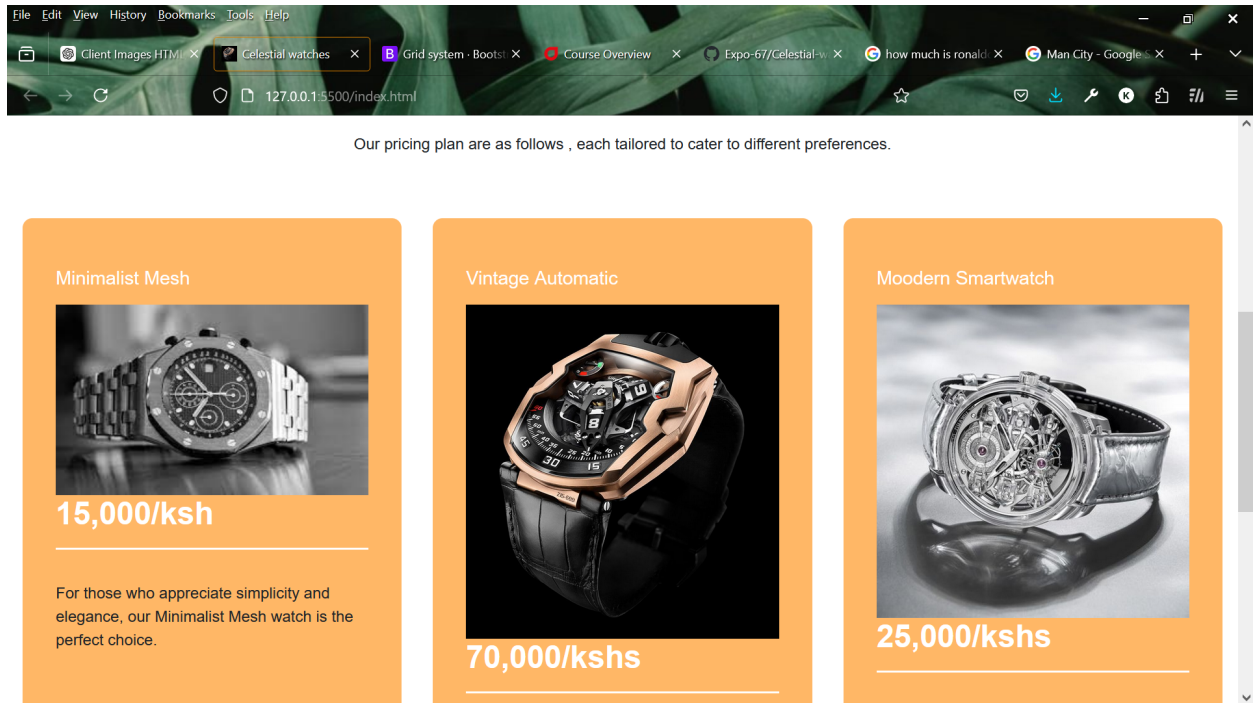 File Edit View History Bookmarks Tools Help
Client Images HTML
Celestial watches
Grid system · Bootst
Course Overview
Expo-67/Celestial-w
how much is ronald
Man City - Google S
127.0.0.1:5500/index.html
Our pricing plan are as follows , each tailored to cater to different preferences.
Minimalist Mesh
15,000/ksh
For those who appreciate simplicity and
elegance, our Minimalist Mesh watch is the
perfect choice.
Vintage Automatic
70,000/kshs
Moodern Smartwatch
25,000/kshs